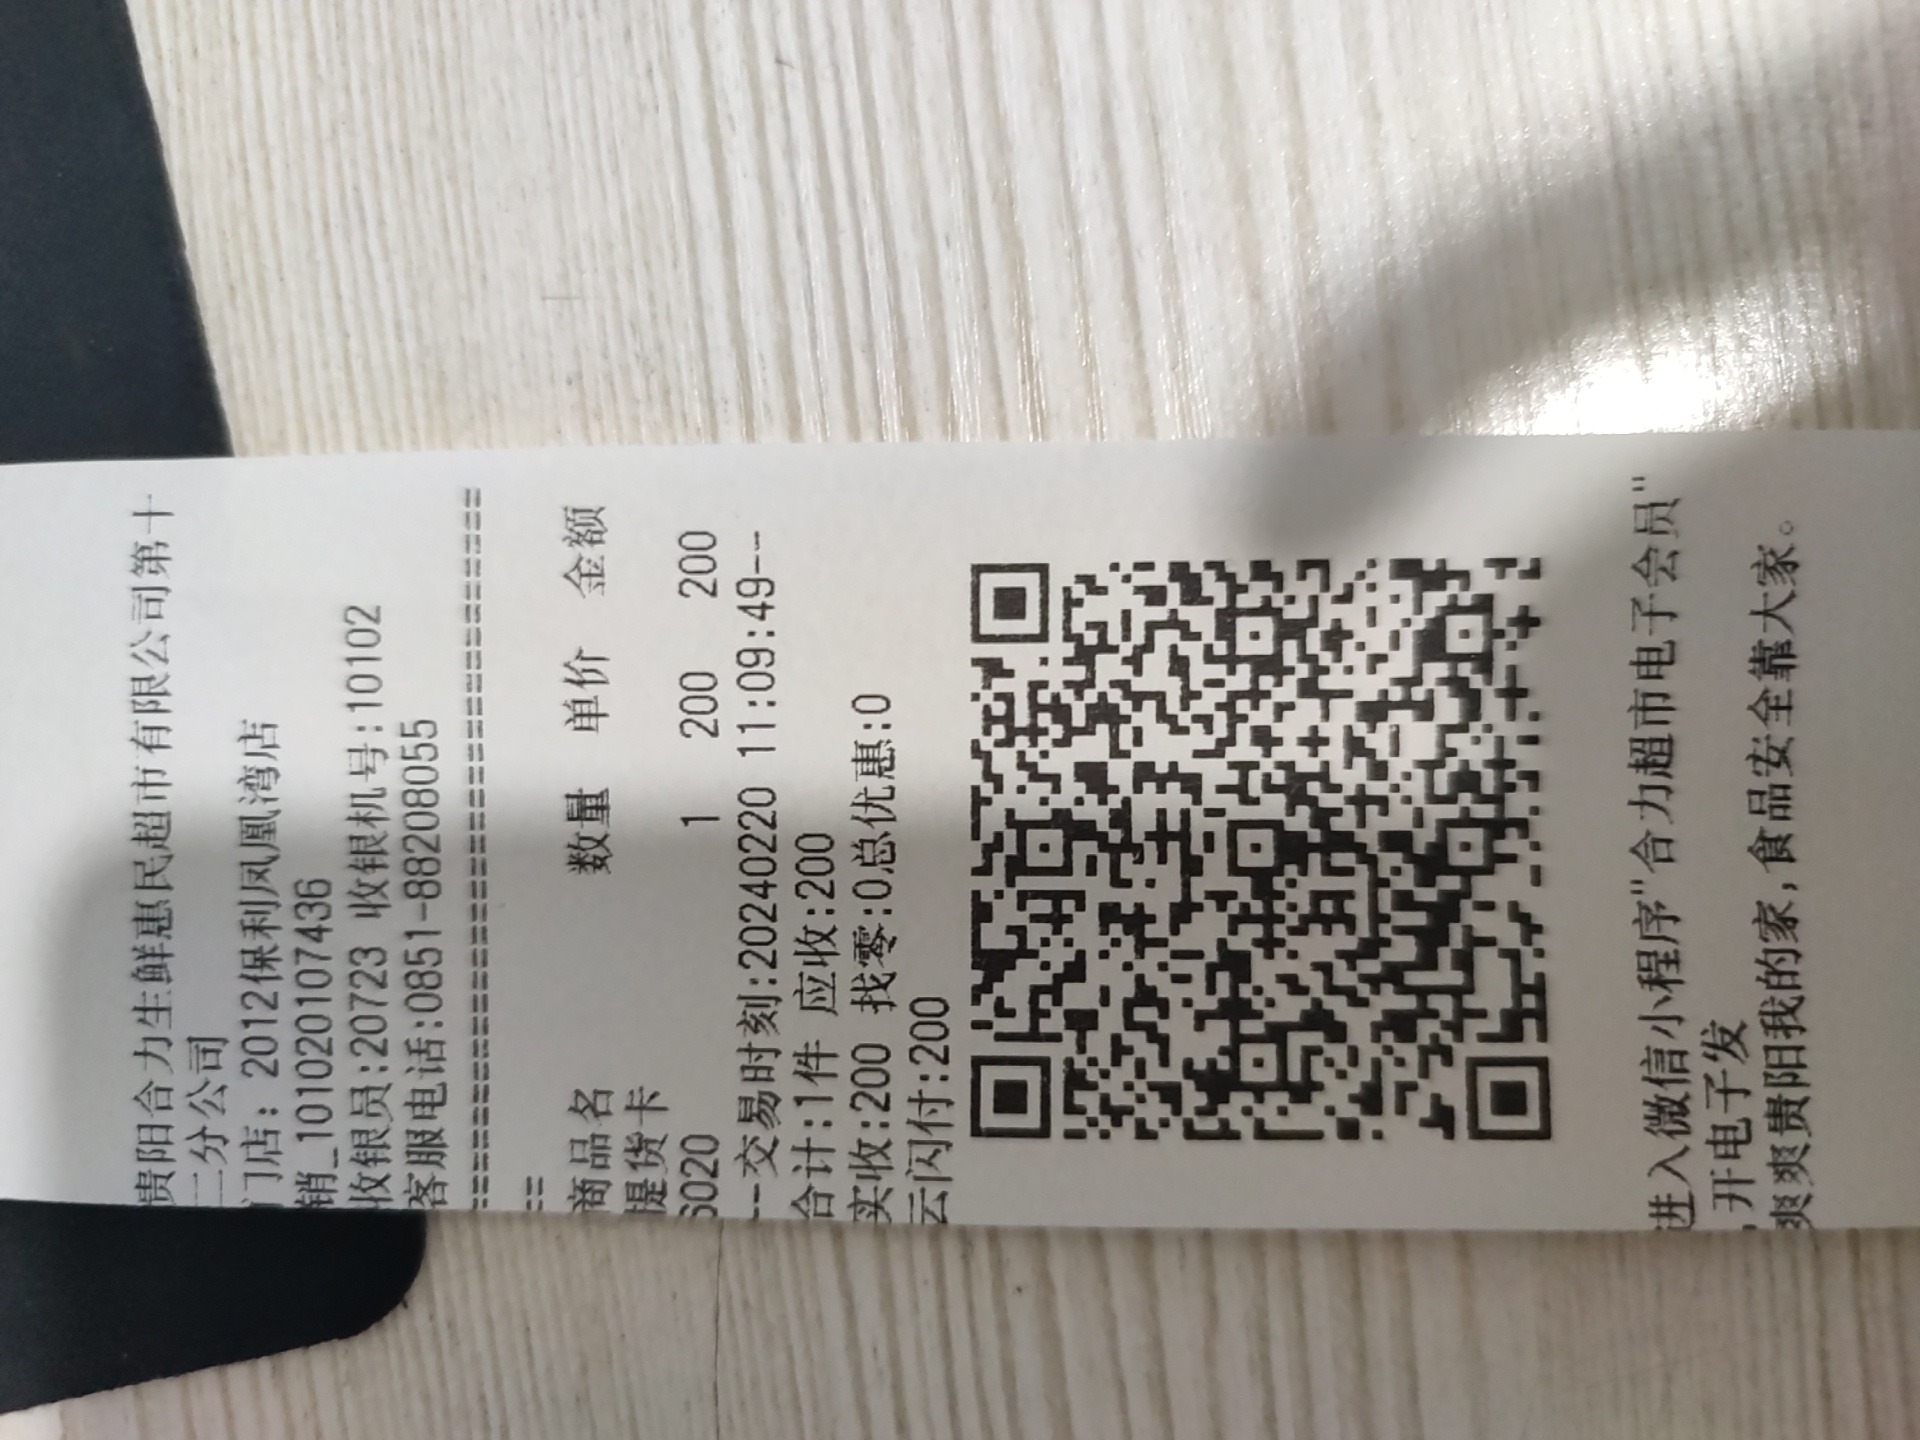 贵阳合力生鲜惠民超市有限公司第十
二分公司
门店: 2012保利凤凰湾店
销_1010201074​36
收银员:20723 收银机号:10102
客服电话:0851-88208055
==========================
==
商品名 数量 单价 金额
提货卡
6020 1 200 200
--交易时刻:20240220 11:09:49--
合计:1件 应收:200
实收:200 找零:0总优惠:0
云闪付:200
进入微信小程序"合力超市电子会员"
,开电子发
爽爽贵阳我的家,食品安全靠大家。